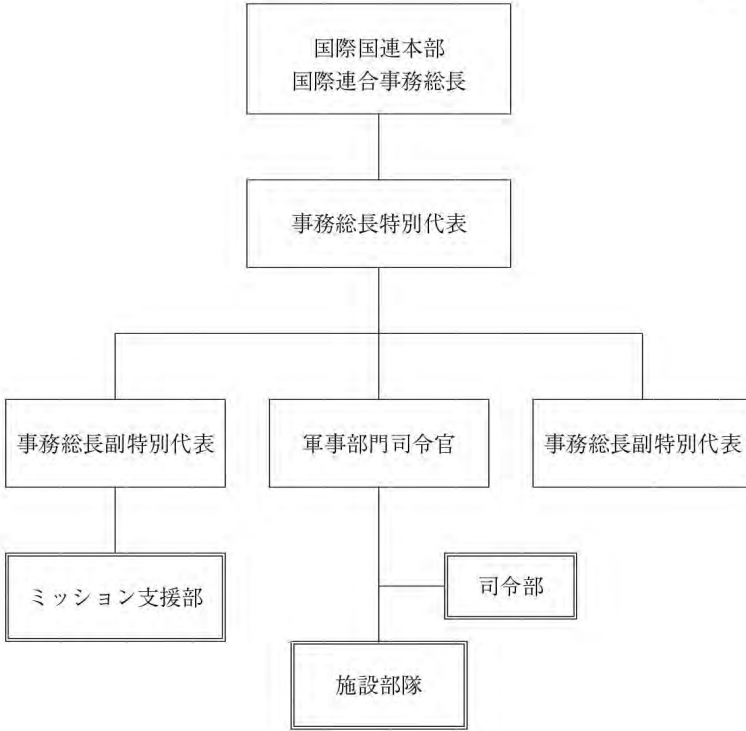 国際国連本部
国際連合事務総長
事務総長特別代表
事務総長副特別代表
軍事部門司令官
事務総長副特別代表
ミッション支援部
司令部
施設部隊